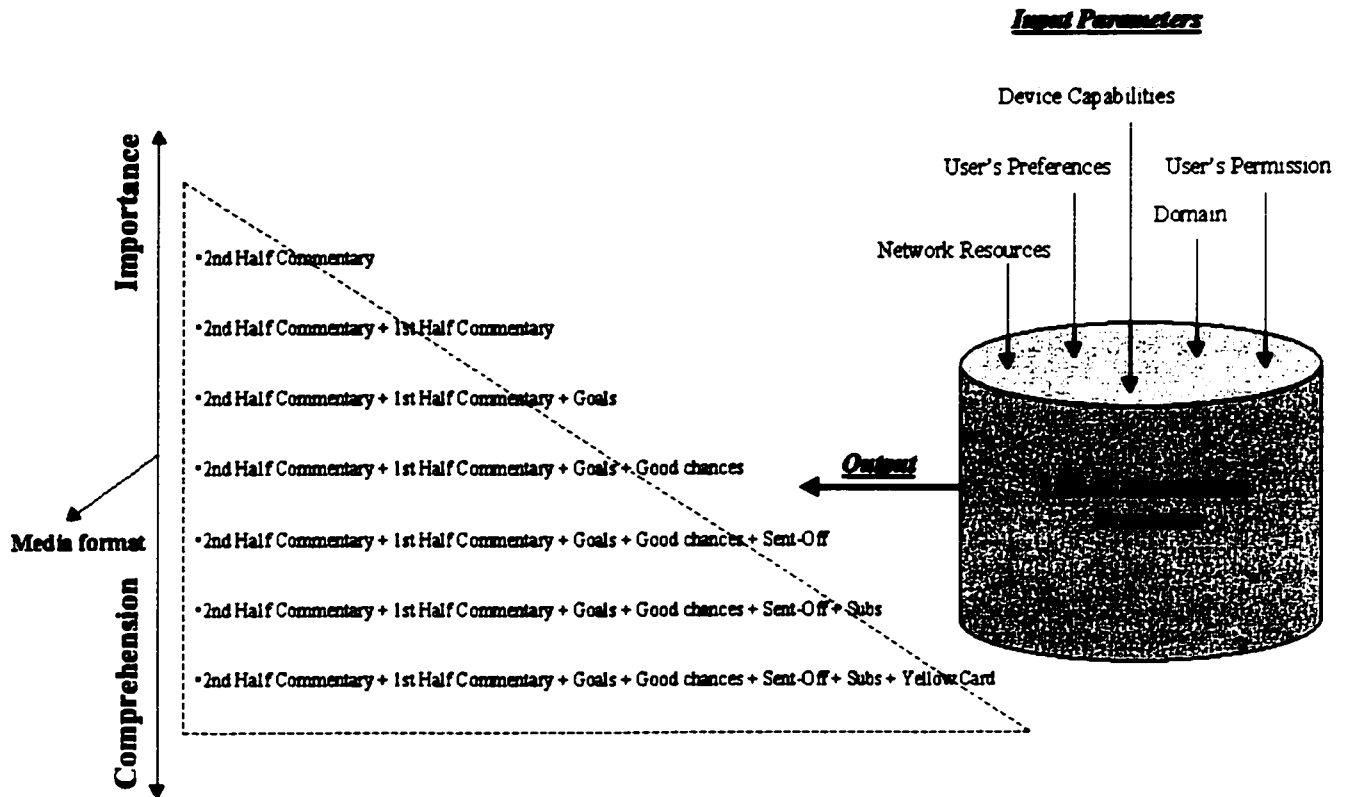 Input Parameters
Device Capabilities
User's Preferences
User's Permission
Domain
Network Resources
Importance
•2nd Half Commentary
•2nd Half Commentary + 1st Half Commentary
•2nd Half Commentary + 1st Half Commentary + Goals
•2nd Half Commentary + 1st Half Commentary + Goals + Good chances
Output
Media format
•2nd Half Commentary + 1st Half Commentary + Goals + Good chances + Sent-Off
•2nd Half Commentary + 1st Half Commentary + Goals + Good chances + Sent-Off + Subs
•2nd Half Commentary + 1st Half Commentary + Goals + Good chances + Sent-Off + Subs + Yellow Card
Comprehension